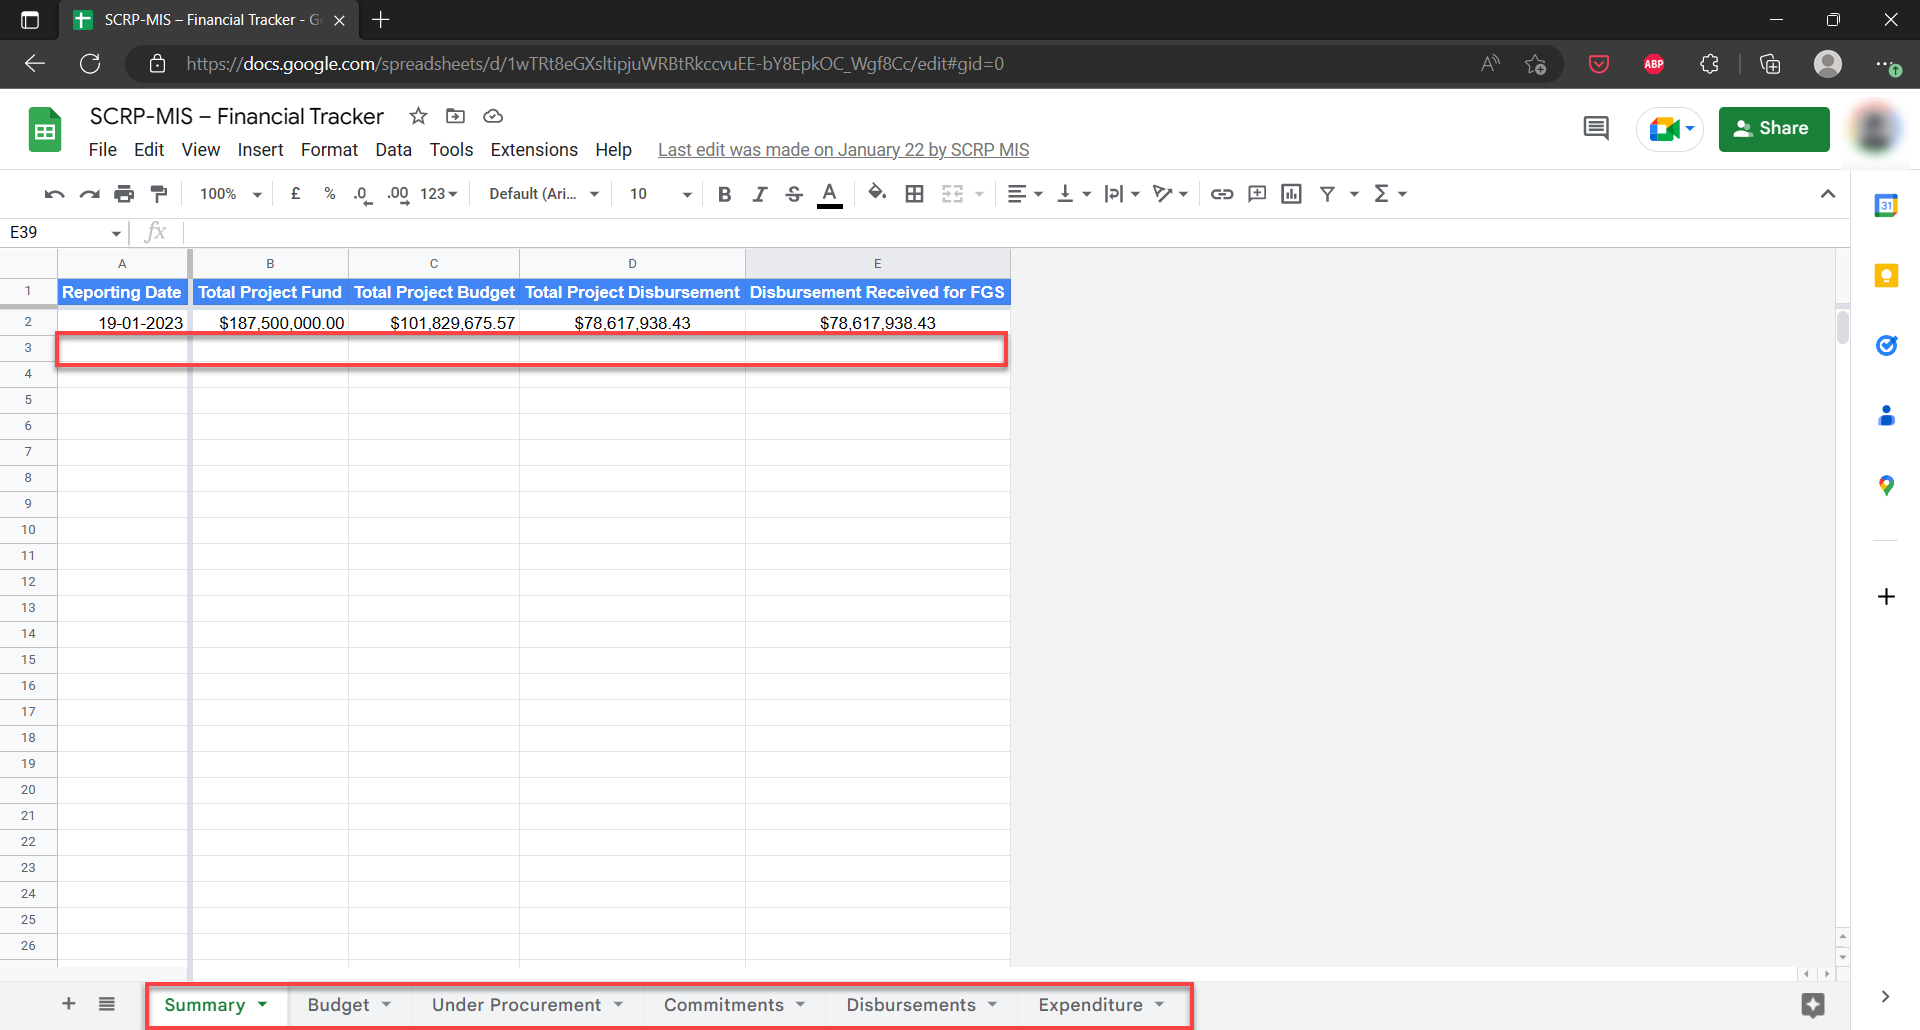 SCRP-MIS – Financial Tracker - G
https://docs.google.com/spreadsheets/d/1wTRt8eGXsltipjuWRBtRkccvuEE-bY8EpkOC_Wgf8Cc/edit#gid=0
ABP
SCRP-MIS – Financial Tracker
File Edit View Insert Format Data Tools Extensions Help Last edit was made on January 22 by SCRP MIS
Share
100% £ % .0 .00 123 Default (Ari... 10 B I S A Σ
31
E39 fx
A B C D E
1 Reporting Date Total Project Fund Total Project Budget Total Project Disbursement Disbursement Received for FGS
2 19-01-2023 $187,500,000.00 $101,829,675.57 $78,617,938.43 $78,617,938.43
3
4
5
6
7
8
9
10
11
12
13
14
15
16
17
18
19
20
21
22
23
24
25
26
Summary Budget Under Procurement Commitments Disbursements Expenditure